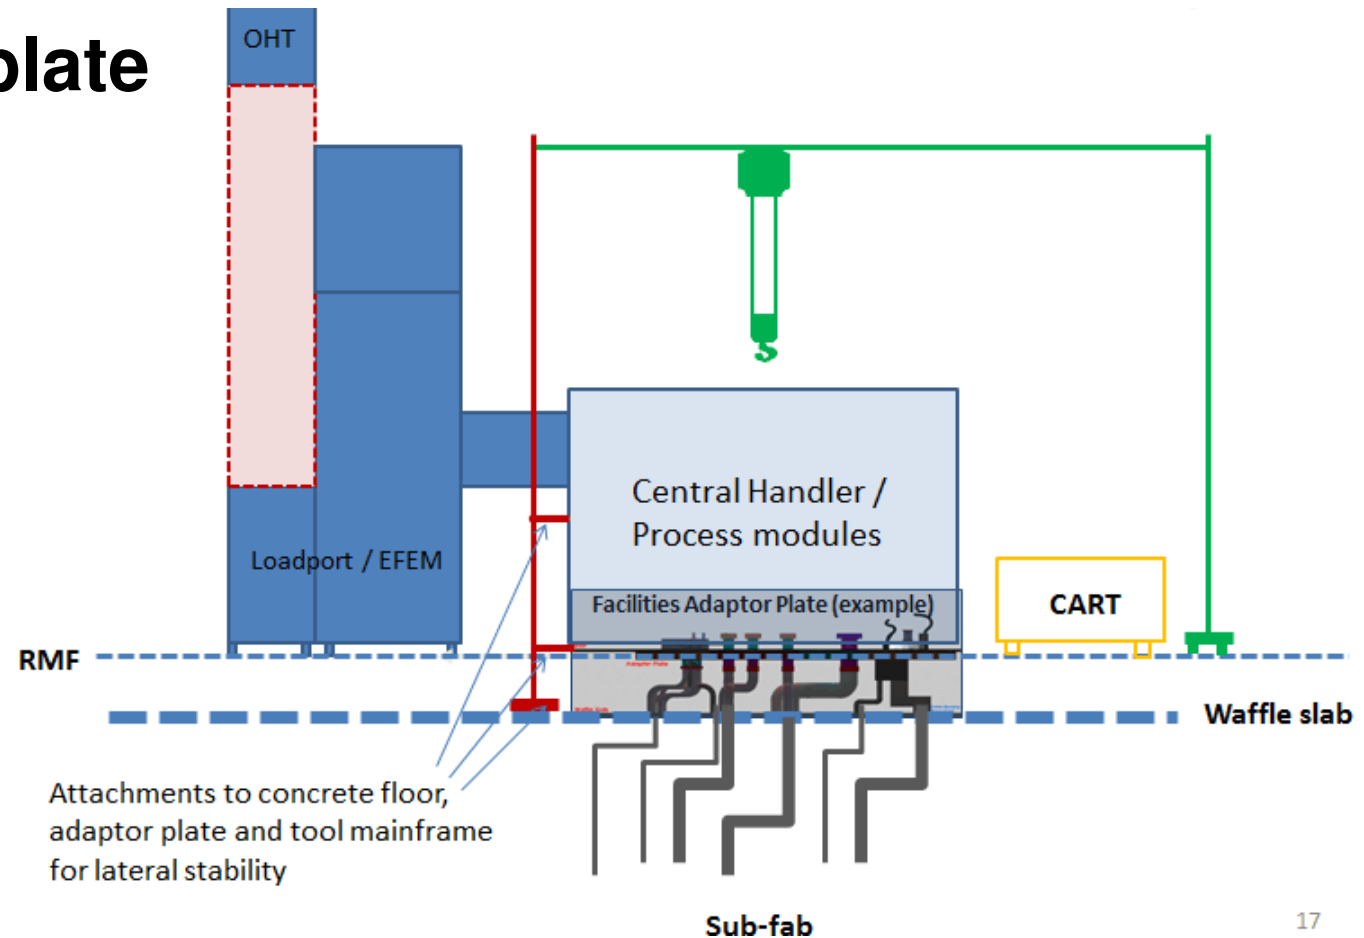 plate
OHT
Central Handler /
Process modules
Loadport / EFEM
Facilities Adaptor Plate (example)
CART
RMF
Waffle slab
Attachments to concrete floor,
adaptor plate and tool mainframe
for lateral stability
Sub-fab
17